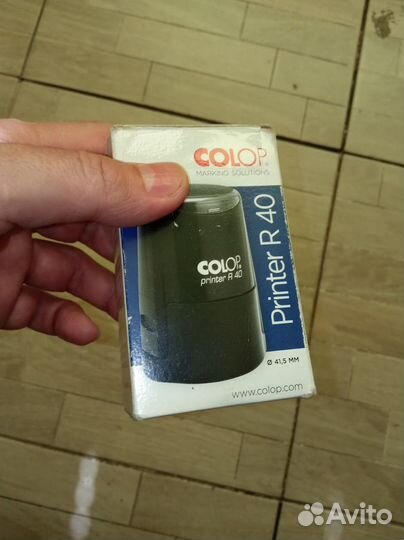 COLOP
MARKING SOLUTIONS
Printer R 40
COLOP
printer R 40
Ø 41,5 MM
www.colop.com
Avito